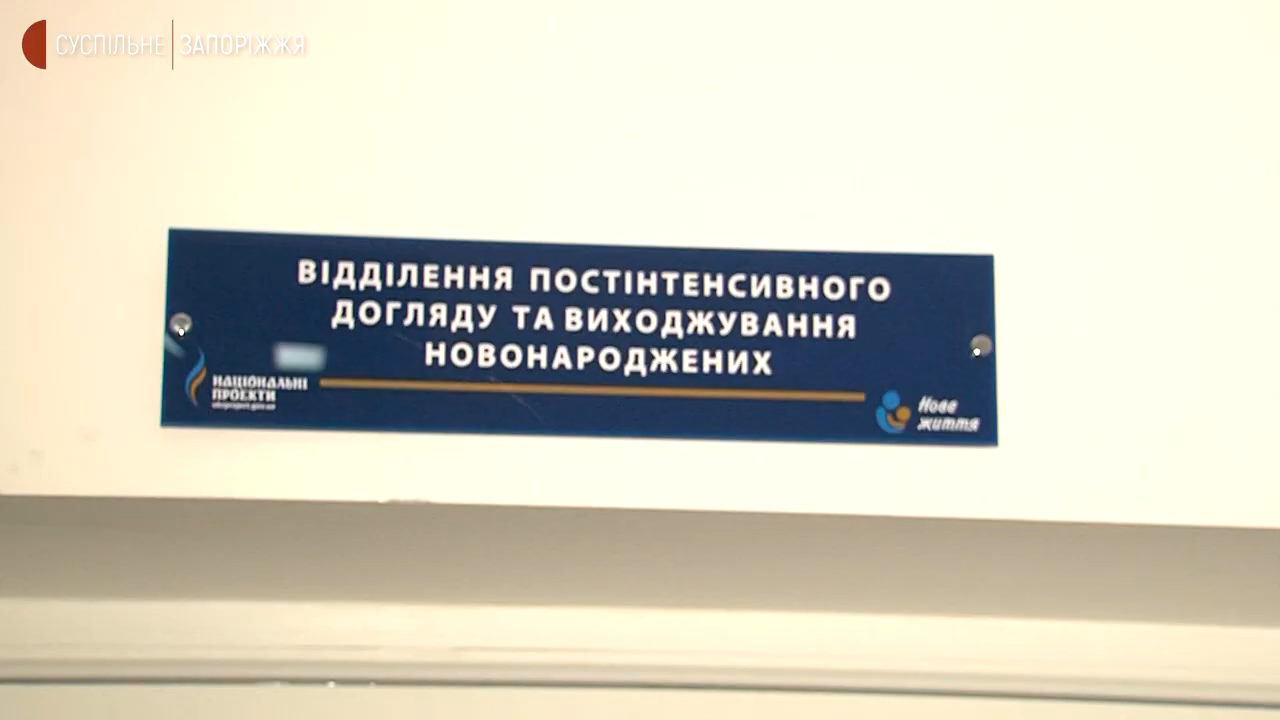 СУСПІЛЬНЕ ЗАПОРІЖЖЯ
ВІДДІЛЕННЯ ПОСТІНТЕНСИВНОГО
ДОГЛЯДУ ТА ВИХОДЖУВАННЯ
НОВОНАРОДЖЕНИХ
НАЦІОНАЛЬНІ
ПРОЕКТИ
Нове
життя